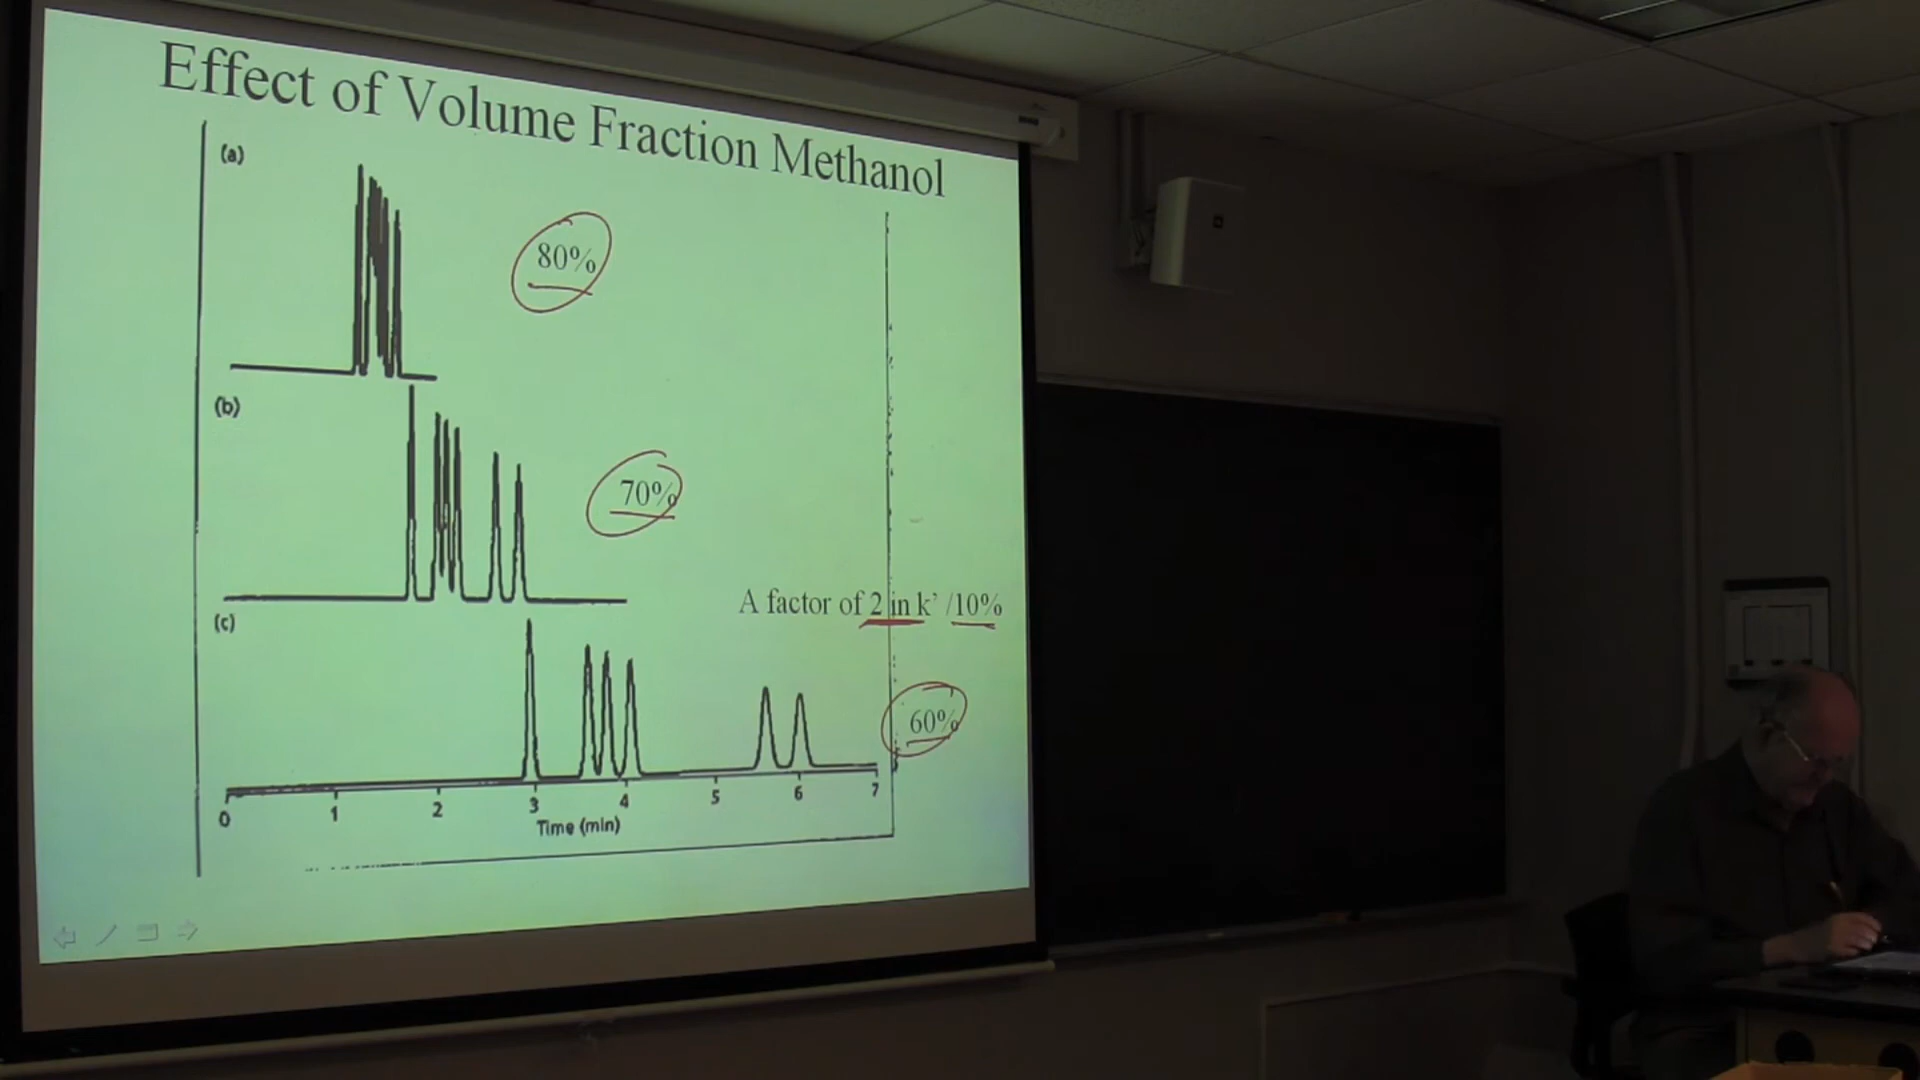 Effect of Volume Fraction Methanol
(a)
80%
(b)
70%
(c)
A factor of 2 in k’ /10%
60%
0 1 2 3 4 5 6 7
Time (min)